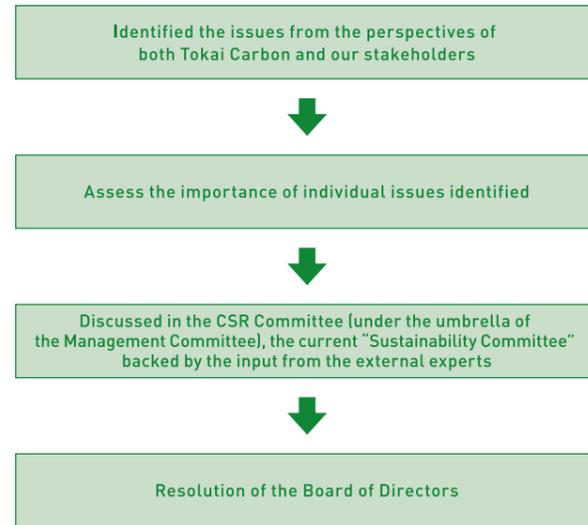 Identified the issues from the perspectives of
both Tokai Carbon and our stakeholders
Assess the importance of individual issues identified
Discussed in the CSR Committee (under the umbrella of
the Management Committee), the current “Sustainability Committee”
backed by the input from the external experts
Resolution of the Board of Directors